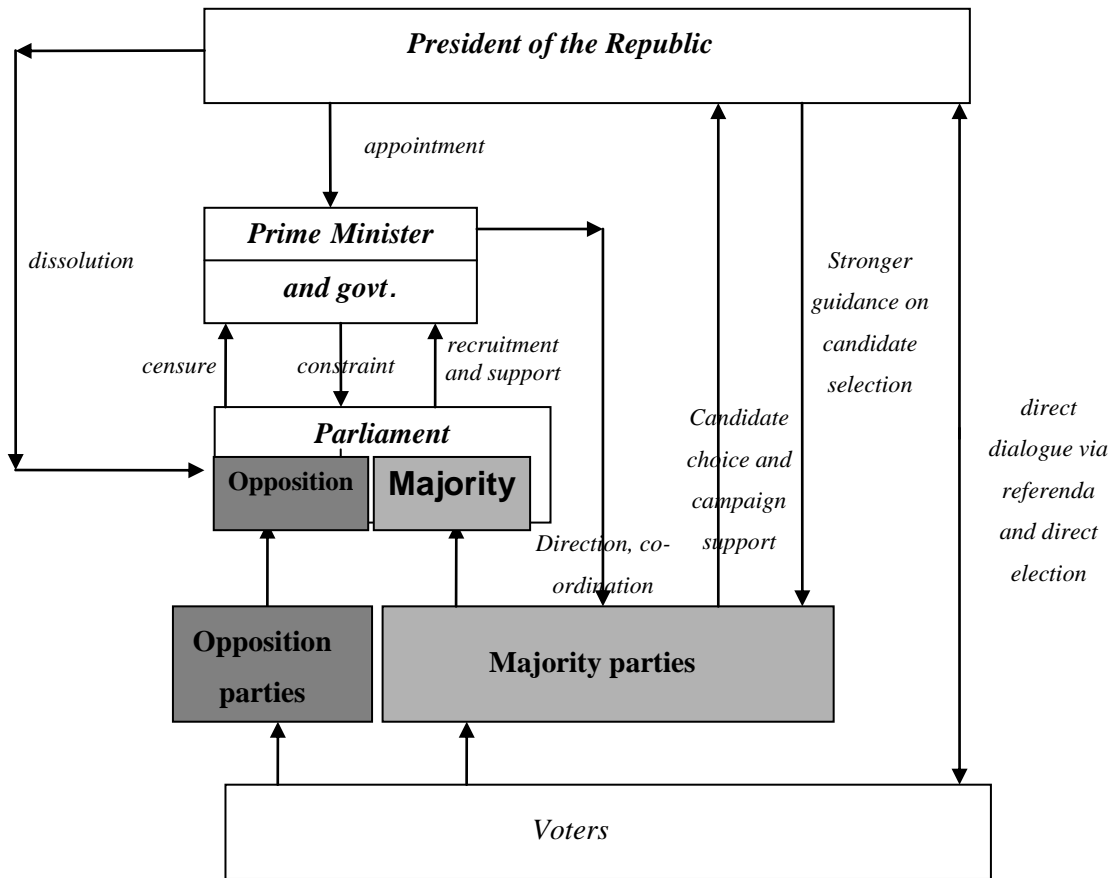 President of the Republic
appointment
Prime Minister
and govt.
dissolution
Stronger
guidance on
candidate
selection
censure
constraint
recruitment
and support
direct
dialogue via
referenda
and direct
election
Parliament
Opposition
Majority
Candidate
choice and
campaign
support
Direction, co-
ordination
Opposition
parties
Majority parties
Voters